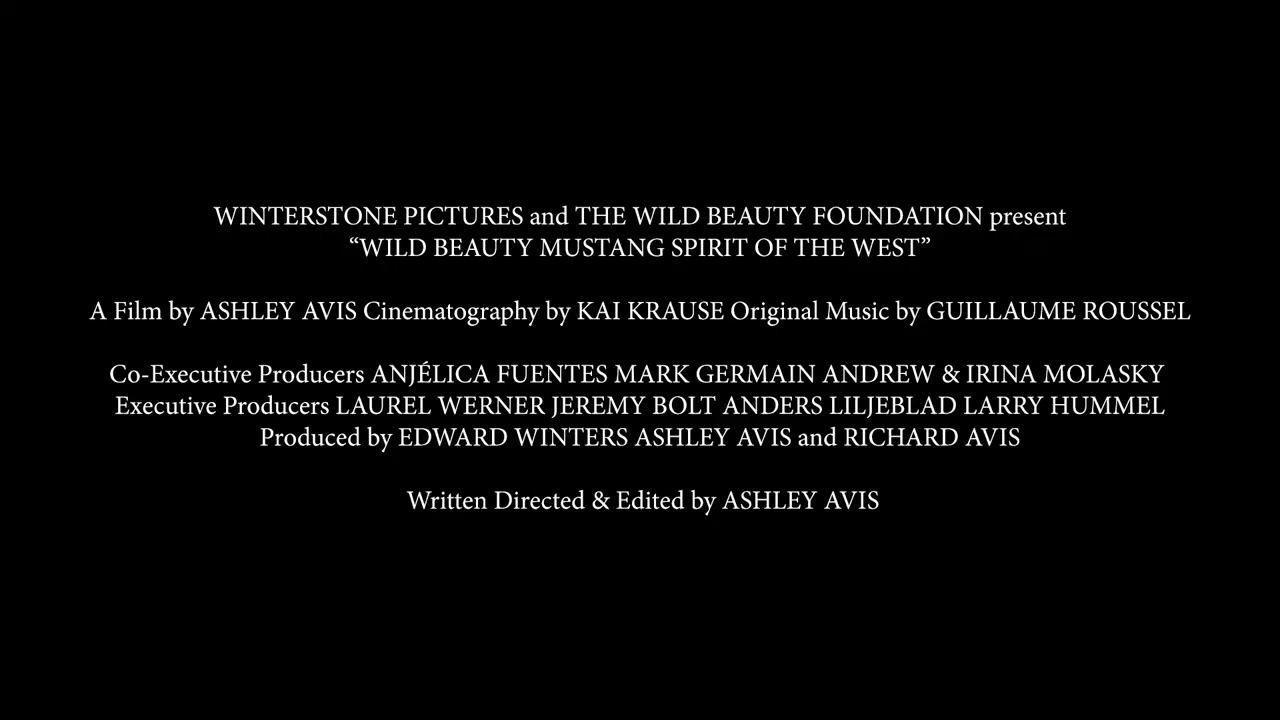 WINTERSTONE PICTURES and THE WILD BEAUTY FOUNDATION present
“WILD BEAUTY MUSTANG SPIRIT OF THE WEST”
A Film by ASHLEY AVIS Cinematography by KAI KRAUSE Original Music by GUILLAUME ROUSSEL
Co-Executive Producers ANJÉLICA FUENTES MARK GERMAIN ANDREW & IRINA MOLASKY
Executive Producers LAUREL WERNER JEREMY BOLT ANDERS LILJEBLAD LARRY HUMMEL
Produced by EDWARD WINTERS ASHLEY AVIS and RICHARD AVIS
Written Directed & Edited by ASHLEY AVIS